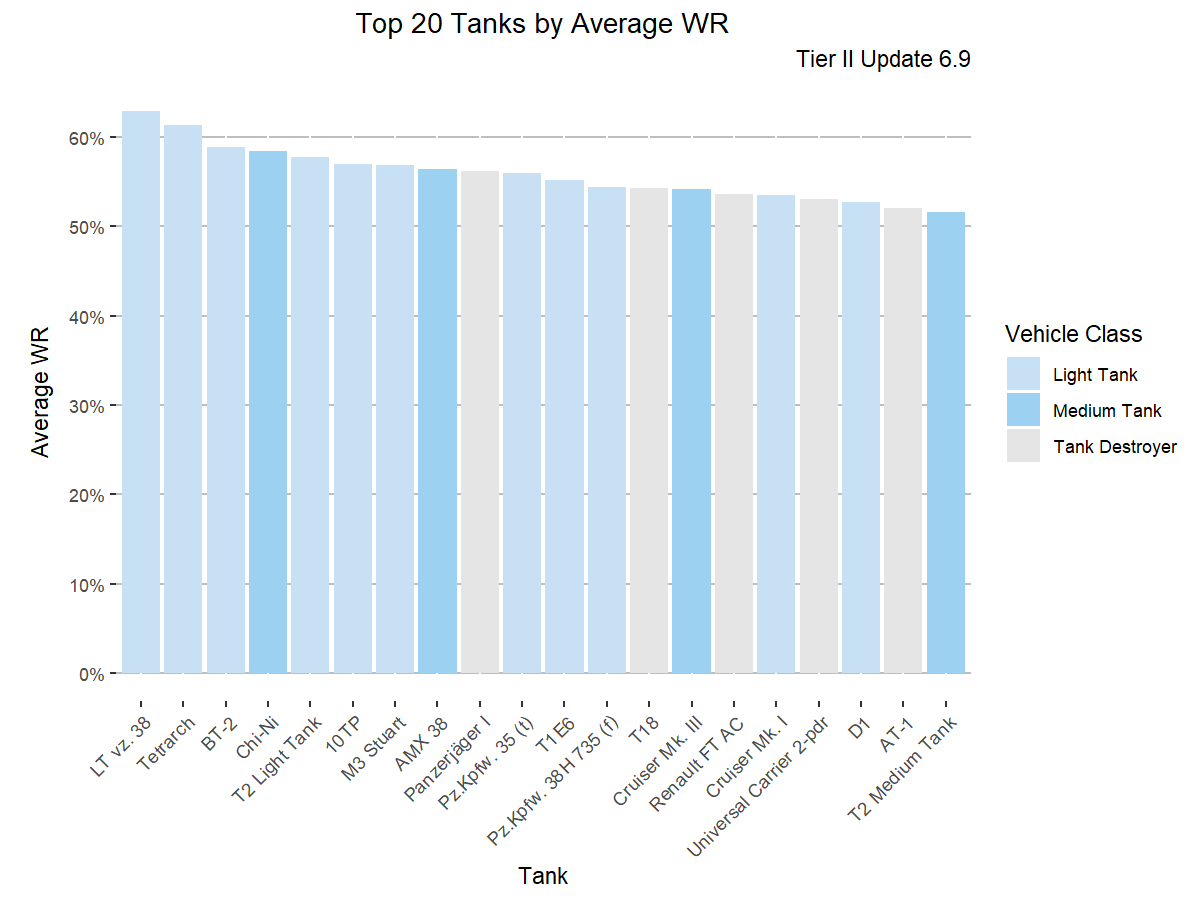 Top 20 Tanks by Average WR
Tier II Update 6.9
Average WR
60%
50%
40%
30%
20%
10%
0%
LT vz. 38
Tetrarch
BT-2
Chi-Ni
T2 Light Tank
10TP
M3 Stuart
AMX 38
Panzerjäger I
Pz.Kpfw. 35 (t)
T1E6
Pz.Kpfw. 38H 735 (f)
T18
Cruiser Mk. III
Renault FT AC
Cruiser Mk. I
Universal Carrier 2-pdr
D1
AT-1
T2 Medium Tank
Tank
Vehicle Class
Light Tank
Medium Tank
Tank Destroyer